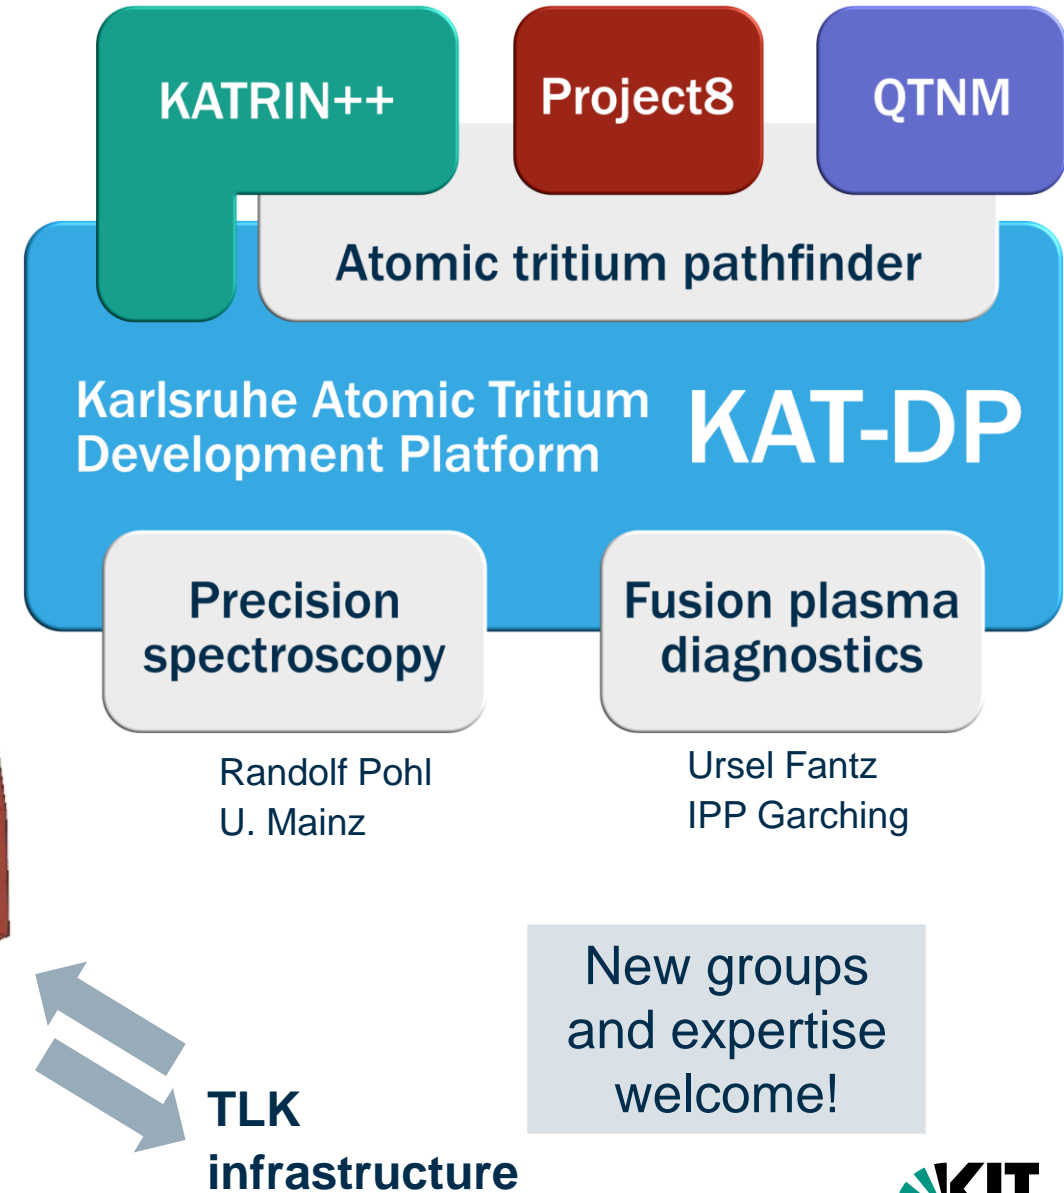 KATRIN++
Project8
QTNM
Atomic tritium pathfinder
Karlsruhe Atomic Tritium
Development Platform
KAT-DP
Precision
spectroscopy
Fusion plasma
diagnostics
Randolf Pohl
U. Mainz
Ursel Fantz
IPP Garching
New groups
and expertise
welcome!
TLK
infrastructure
KIT